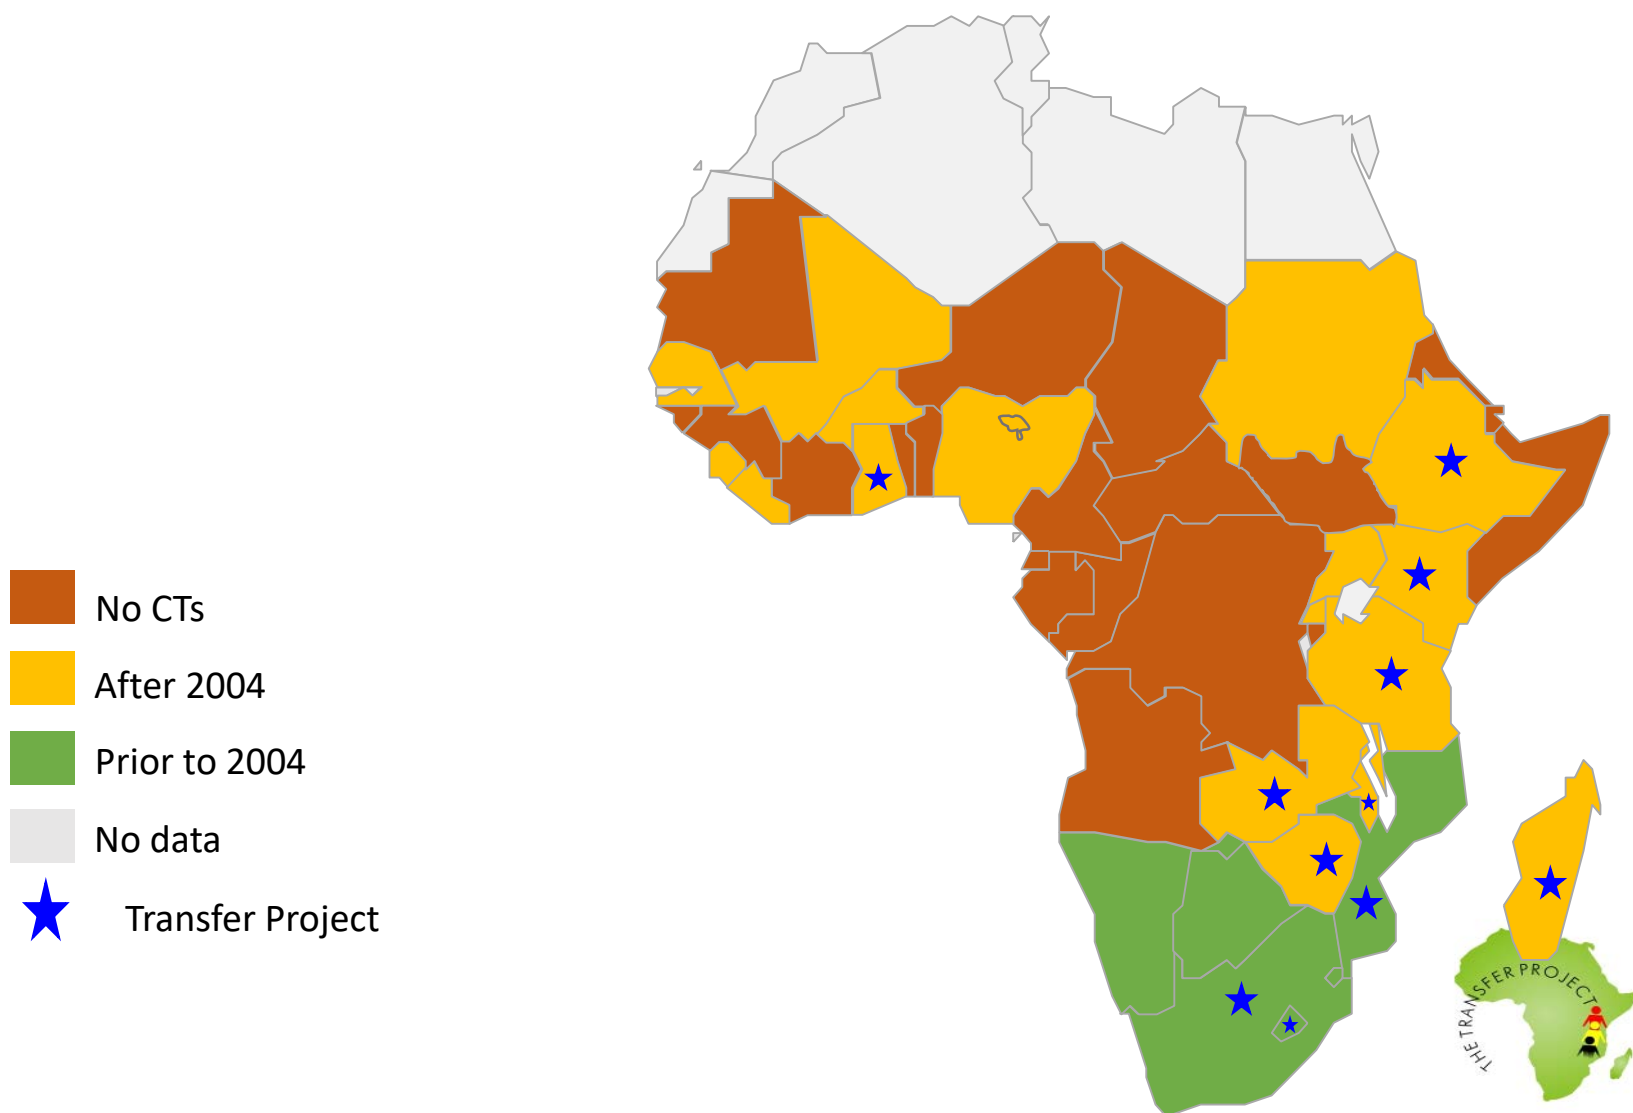 No CTs
After 2004
Prior to 2004
No data
Transfer Project
THE TRANSFER PROJECT